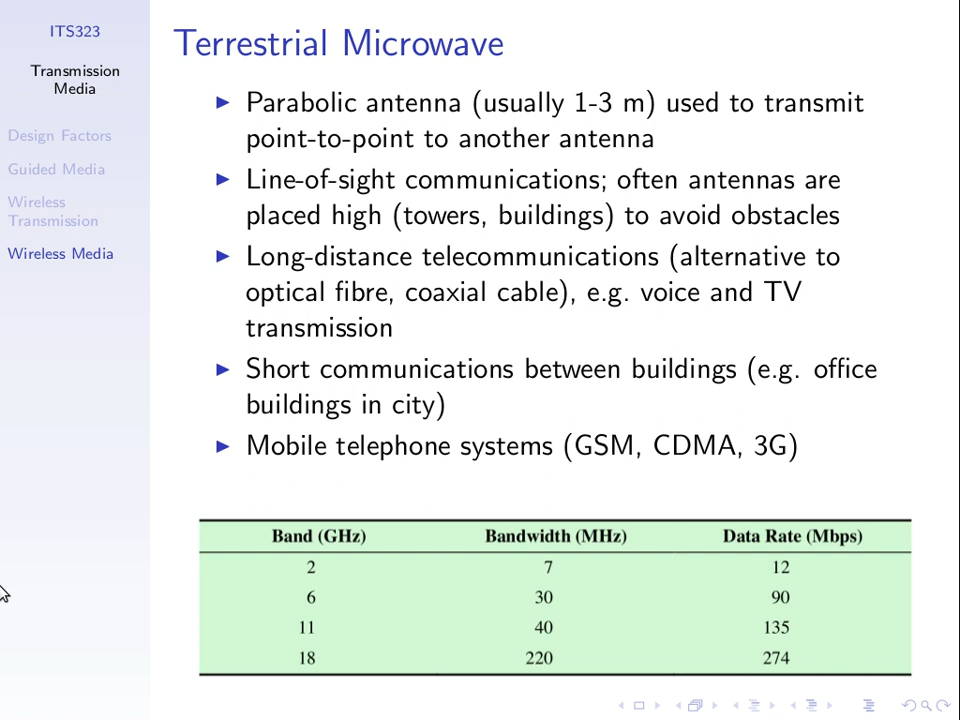 ITS323
Transmission
Media
Design Factors
Guided Media
Wireless
Transmission
Wireless Media
Terrestrial Microwave
Parabolic antenna (usually 1-3 m) used to transmit
point-to-point to another antenna
Line-of-sight communications; often antennas are
placed high (towers, buildings) to avoid obstacles
Long-distance telecommunications (alternative to
optical fibre, coaxial cable), e.g. voice and TV
transmission
Short communications between buildings (e.g. office
buildings in city)
Mobile telephone systems (GSM, CDMA, 3G)
Band (GHz) Bandwidth (MHz) Data Rate (Mbps)
2 7 12
6 30 90
11 40 135
18 220 274